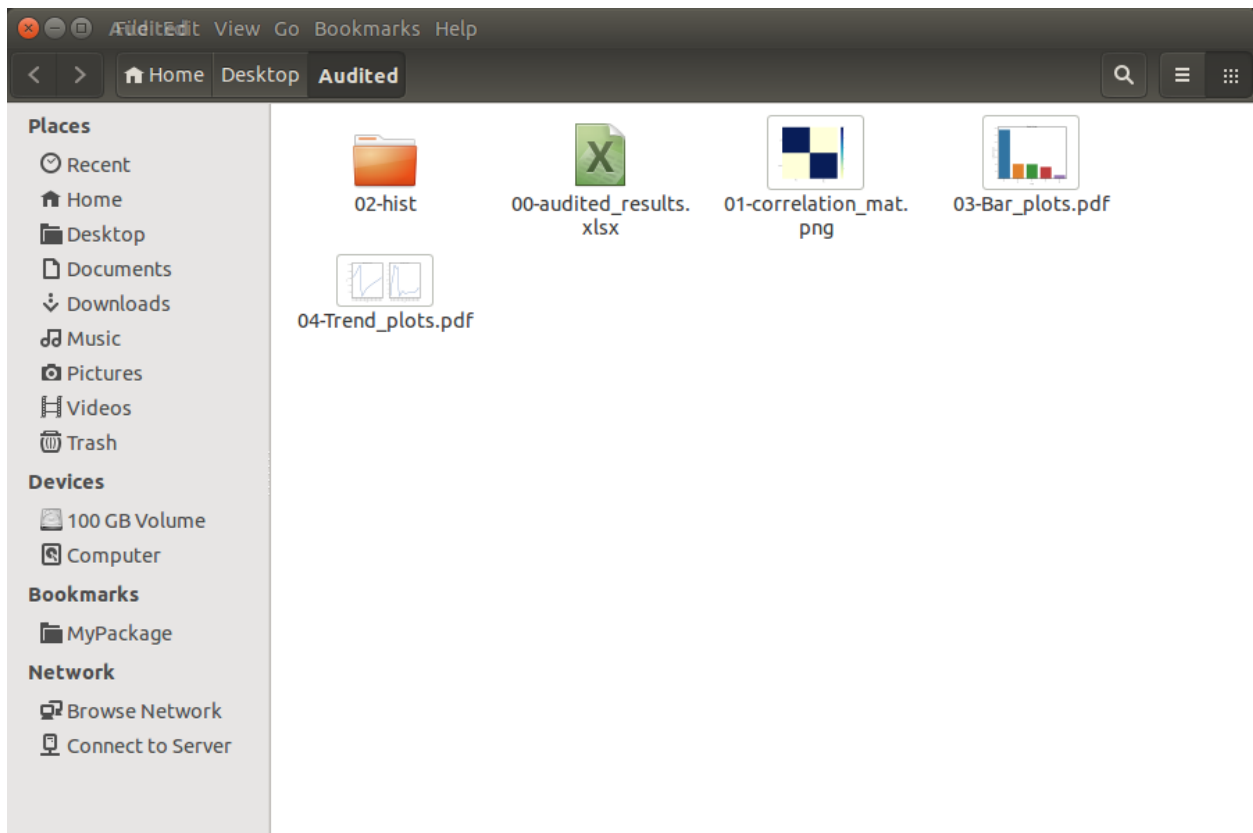 File Edit View Go Bookmarks Help
Home Desktop Audited
Places
Recent
Home
Desktop
Documents
Downloads
Music
Pictures
Videos
Trash
Devices
100 GB Volume
Computer
Bookmarks
MyPackage
Network
Browse Network
Connect to Server
02-hist
00-audited_results.
xlsx
01-correlation_mat.
png
03-Bar_plots.pdf
04-Trend_plots.pdf